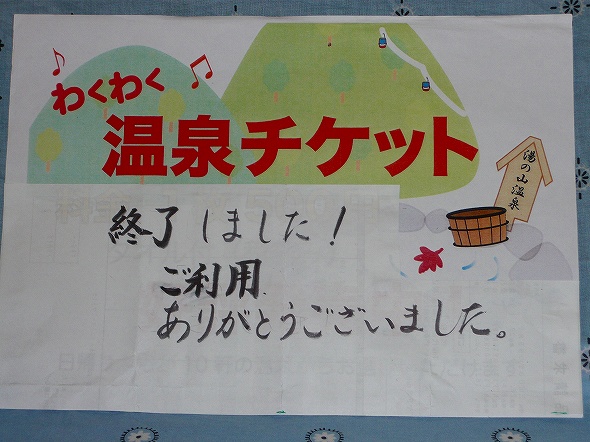 わくわく
温泉チケット
湯の山温泉
終了しました!
ご利用
ありがとうございました。